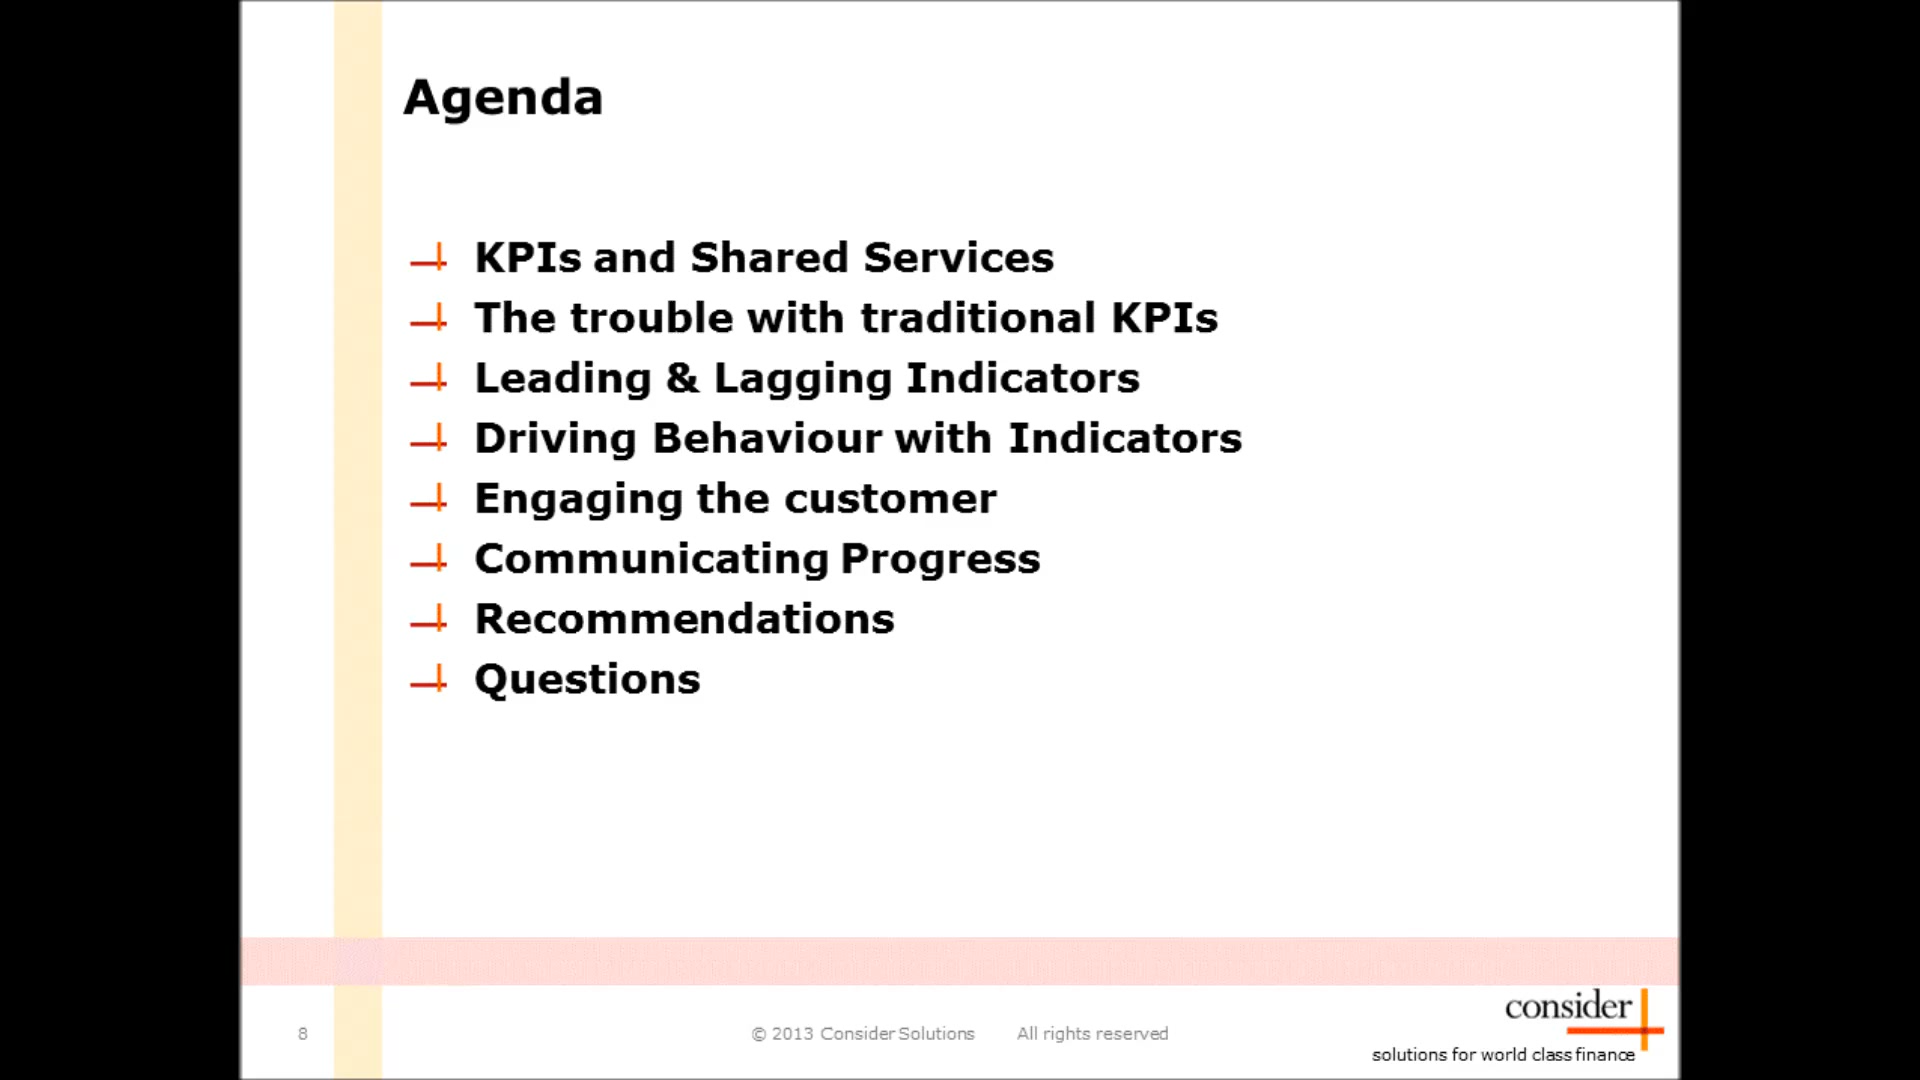 Agenda
KPIs and Shared Services
The trouble with traditional KPIs
Leading & Lagging Indicators
Driving Behaviour with Indicators
Engaging the customer
Communicating Progress
Recommendations
Questions
8
© 2013 Consider Solutions All rights reserved
consider
solutions for world class finance